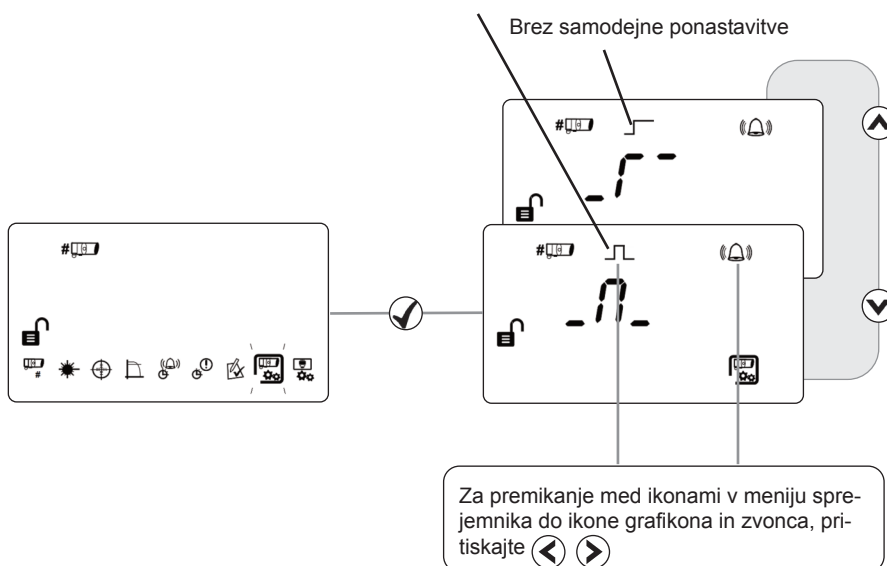 Brez samodejne ponastavitve
#
#
#
Za premikanje med ikonami v meniju spre-
jemnika do ikone grafikona in zvonca, pri-
tiskajte